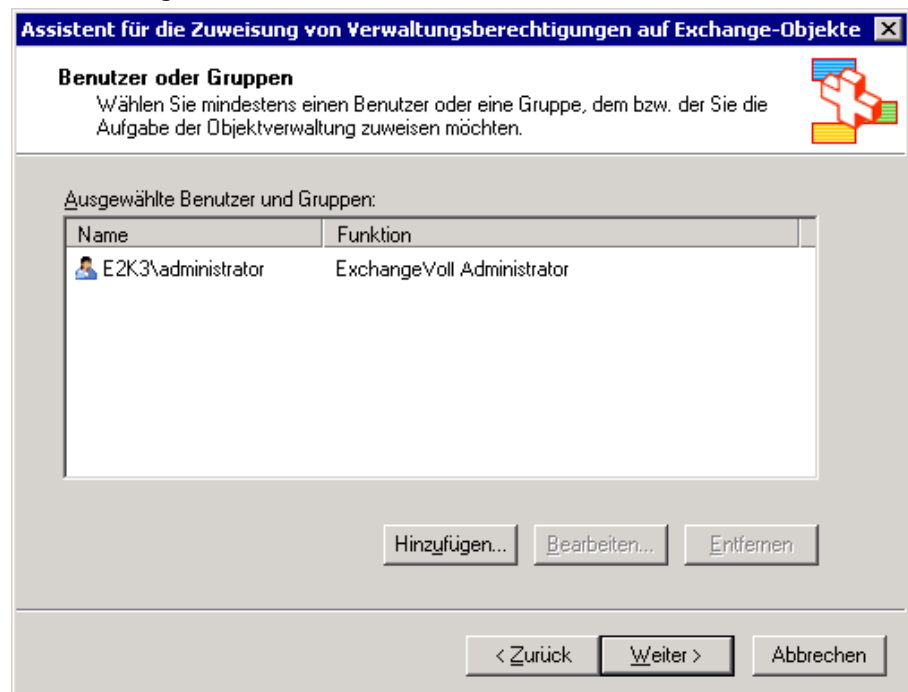 Assistent für die Zuweisung von Verwaltungsberechtigungen auf Exchange-Objekte
Benutzer oder Gruppen
Wählen Sie mindestens einen Benutzer oder eine Gruppe, dem bzw. der Sie die
Aufgabe der Objektverwaltung zuweisen möchten.
Ausgewählte Benutzer und Gruppen:
Name Funktion
E2K3\administrator ExchangeVoll Administrator
Hinzufügen... Bearbeiten... Entfernen
< Zurück Weiter > Abbrechen